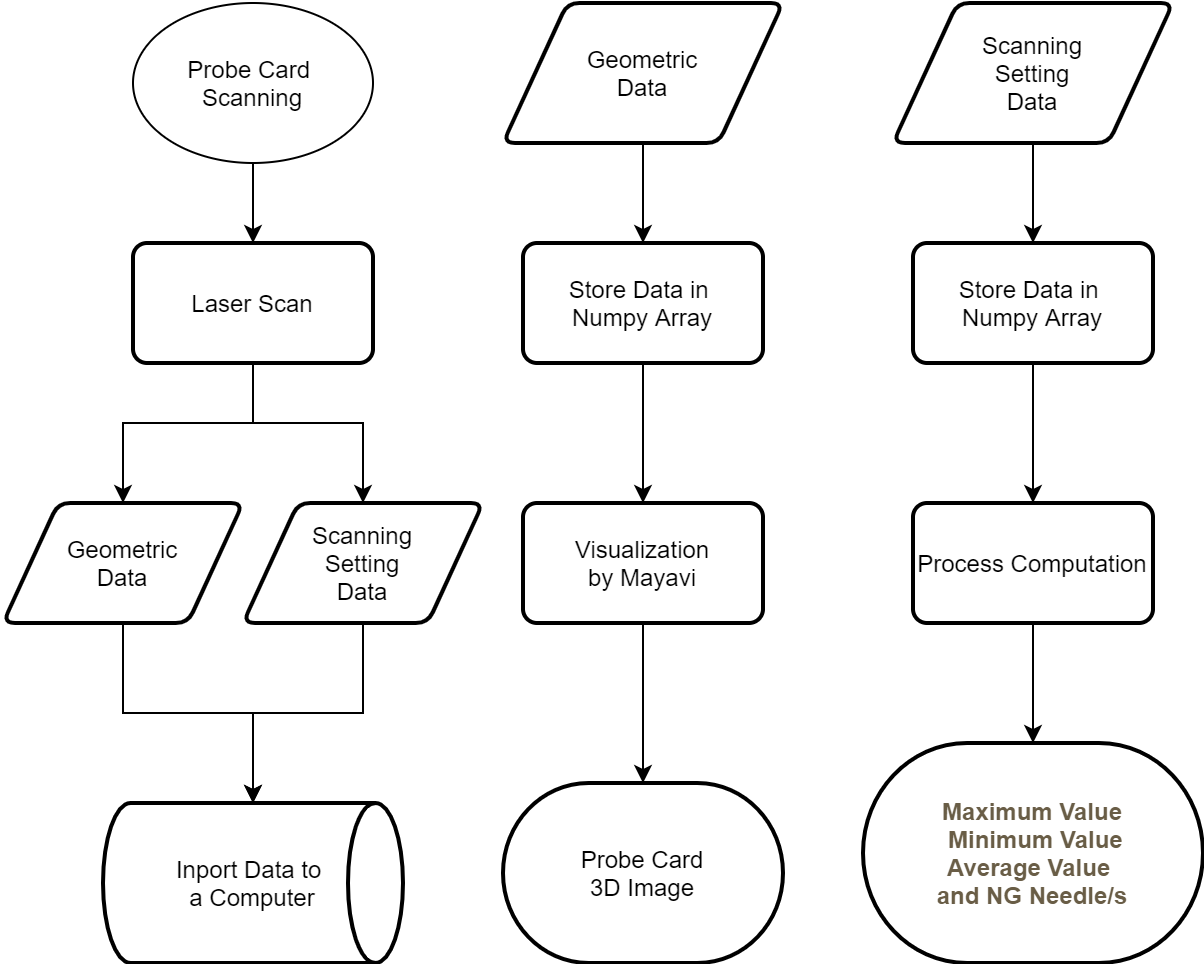 Probe Card
Scanning
Laser Scan
Geometric
Data
Scanning
Setting
Data
Inport Data to
a Computer
Geometric
Data
Store Data in
Numpy Array
Visualization
by Mayavi
Probe Card
3D Image
Scanning
Setting
Data
Store Data in
Numpy Array
Process Computation
Maximum Value
Minimum Value
Average Value
and NG Needle/s